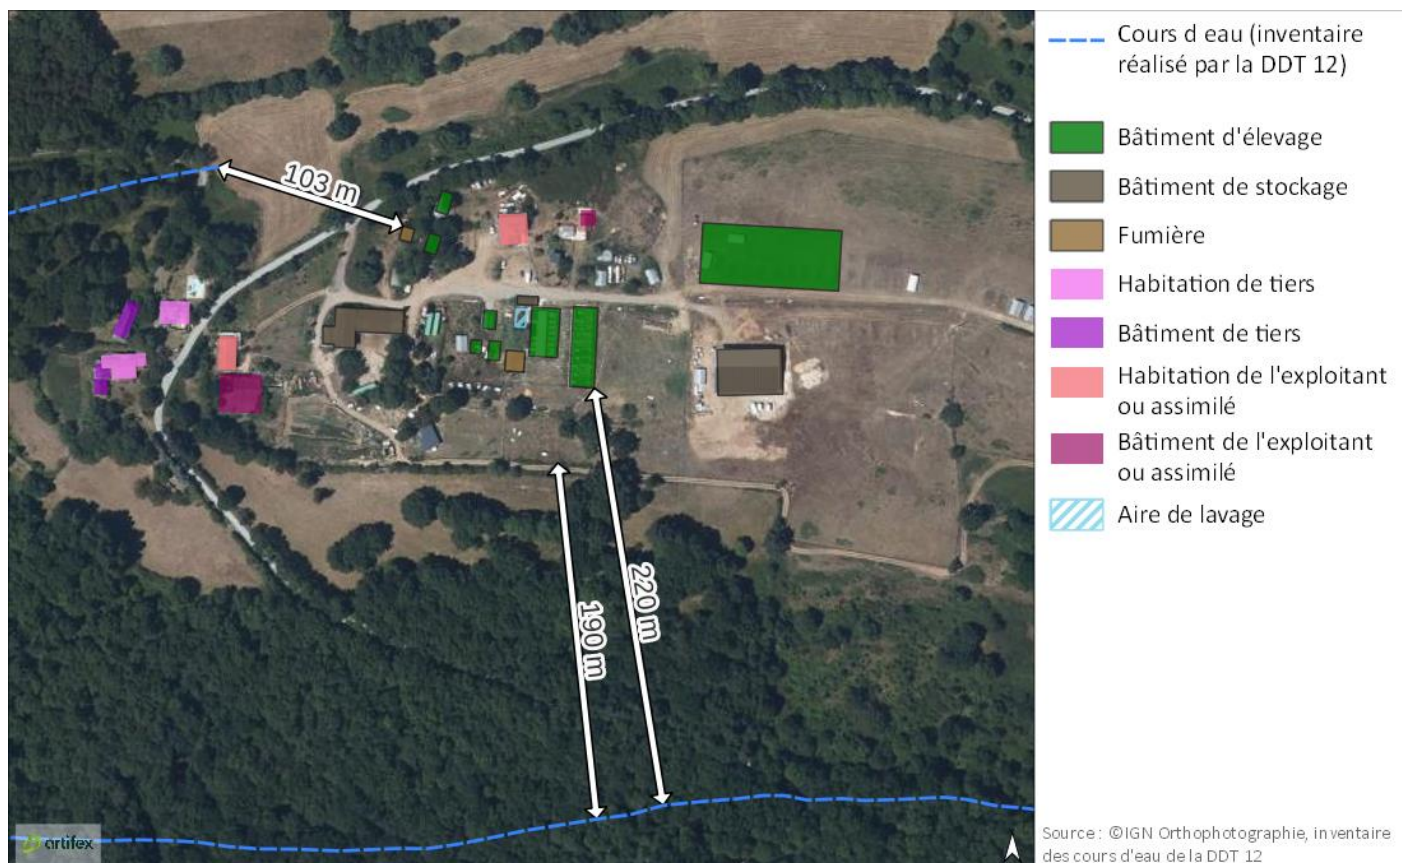 Cours d eau (inventaire
réalisé par la DDT 12)
Bâtiment d'élevage
Bâtiment de stockage
Fumière
Habitation de tiers
Bâtiment de tiers
Habitation de l'exploitant
ou assimilé
Bâtiment de l'exploitant
ou assimilé
Aire de lavage
103 m
220 m
190 m
artifex
Source : ©IGN Orthophotographie, inventaire
des cours d'eau de la DDT 12